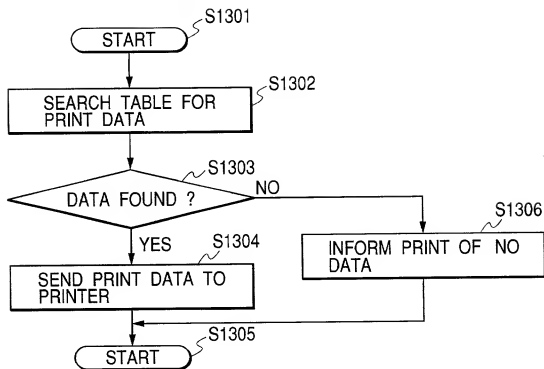 START
S1301
SEARCH TABLE FOR
PRINT DATA
S1302
DATA FOUND ?
S1303
NO
YES
SEND PRINT DATA TO
PRINTER
S1304
INFORM PRINT OF NO
DATA
S1306
START
S1305